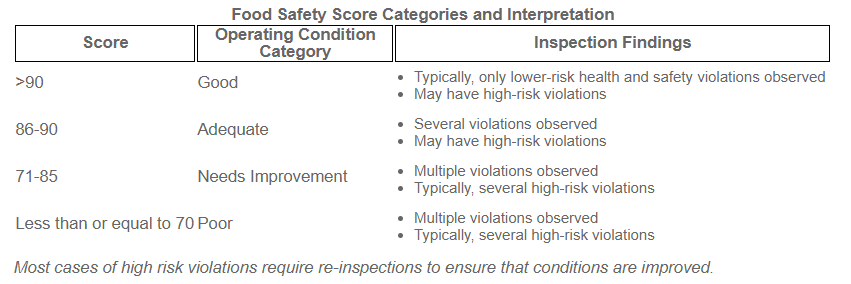 Food Safety Score Categories and Interpretation
Score
Operating Condition
Category
Inspection Findings
>90
Good
• Typically, only lower-risk health and safety violations observed
• May have high-risk violations
86-90
Adequate
• Several violations observed
• May have high-risk violations
71-85
Needs Improvement
• Multiple violations observed
• Typically, several high-risk violations
Less than or equal to 70
Poor
• Multiple violations observed
• Typically, several high-risk violations
Most cases of high risk violations require re-inspections to ensure that conditions are improved.